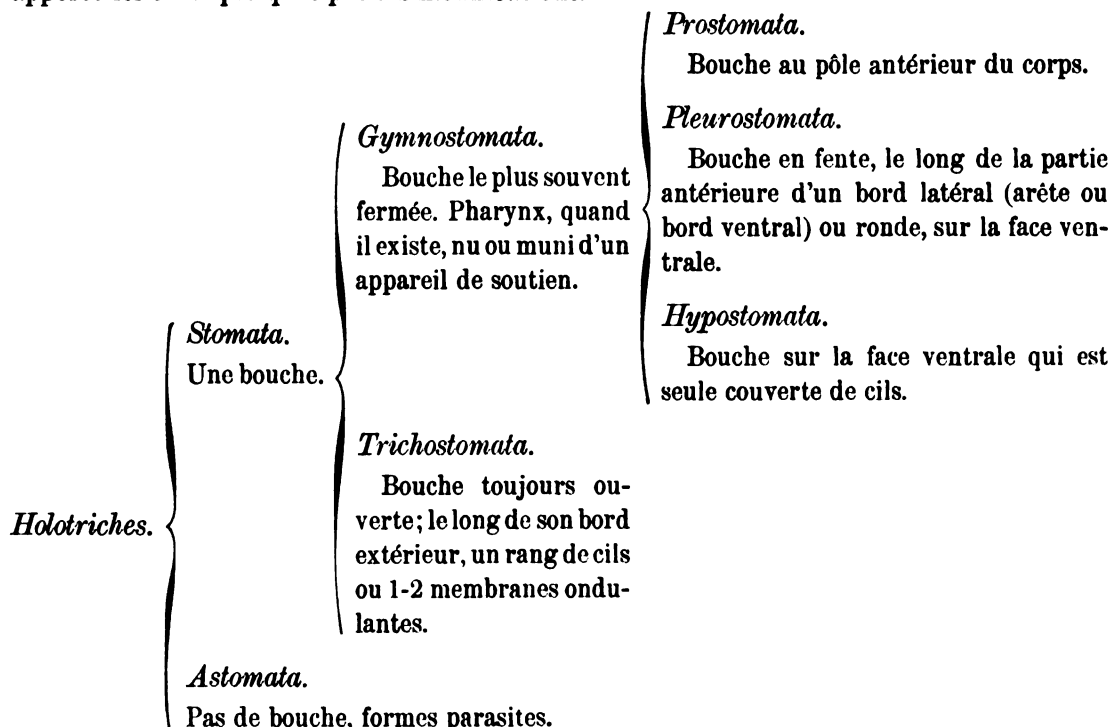 Prostomata.
Bouche au pôle antérieur du corps.
Pleurostomata.
Bouche en fente, le long de la partie
antérieure d'un bord latéral (arête ou
bord ventral) ou ronde, sur la face ven-
trale.
Hypostomata.
Bouche sur la face ventrale qui est
seule couverte de cils.
Gymnostomata.
Bouche le plus souvent
fermée. Pharynx, quand
il existe, nu ou muni d'un
appareil de soutien.
Stomata.
Une bouche.
Trichostomata.
Bouche toujours ou-
verte; le long de son bord
extérieur, un rang de cils
ou 1-2 membranes ondu-
lantes.
Holotriches.
Astomata.
Pas de bouche, formes parasites.